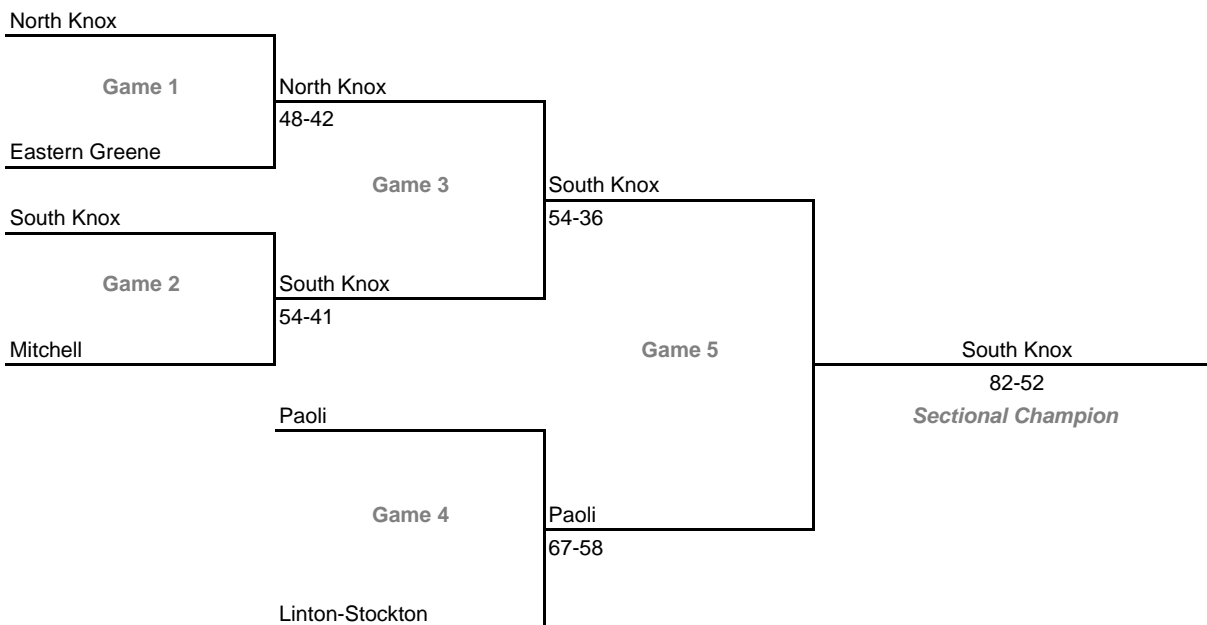 North Knox
Game 1
North Knox
48-42
Eastern Greene
Game 3
South Knox
South Knox
54-36
Game 2
South Knox
54-41
Mitchell
Game 5
South Knox
82-52
Paoli
Sectional Champion
Game 4
Paoli
67-58
Linton-Stockton